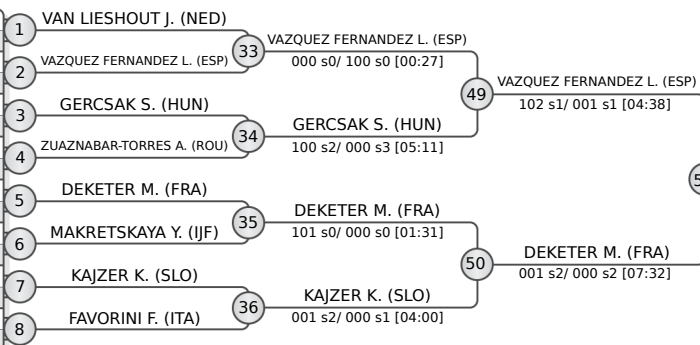 1 VAN LIESHOUT J. (NED)
2 VAZQUEZ FERNANDEZ L. (ESP)
33 VAZQUEZ FERNANDEZ L. (ESP)
000 s0/ 100 s0 [00:27]
3 GERCSAK S. (HUN)
4 ZUAZNABAR-TORRES A. (ROU)
34 GERCSAK S. (HUN)
100 s2/ 000 s3 [05:11]
49 VAZQUEZ FERNANDEZ L. (ESP)
102 s1/ 001 s1 [04:38]
5 DEKETER M. (FRA)
6 MAKRETSKAYA Y. (IJF)
35 DEKETER M. (FRA)
101 s0/ 000 s0 [01:31]
7 KAJZER K. (SLO)
8 FAVORINI F. (ITA)
36 KAJZER K. (SLO)
001 s2/ 000 s1 [04:00]
50 DEKETER M. (FRA)
001 s2/ 000 s2 [07:32]